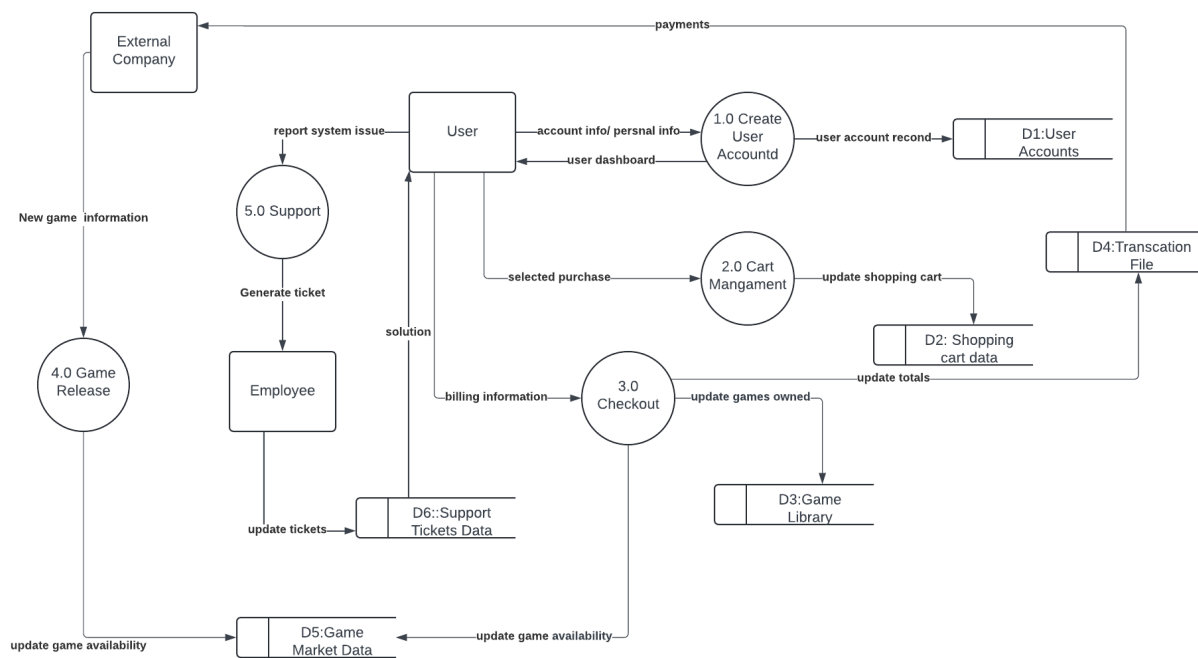 payments
External
Company
report system issue
User
account info/ persnal info
1.0 Create
User
Accountd
user account recond
D1:User
Accounts
user dashboard
New game  information
5.0 Support
D4:Transcation
File
selected purchase
2.0 Cart
Mangament
update shopping cart
Generate ticket
solution
D2: Shopping
cart data
4.0 Game
Release
Employee
update totals
billing information
3.0
Checkout
update games owned
D6::Support
Tickets Data
update tickets
D3:Game
Library
update game availability
D5:Game
Market Data
update game availability